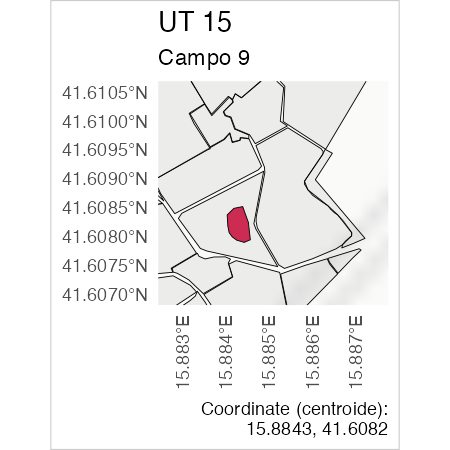 UT 15
Campo 9
41.6105°N
41.6100°N
41.6095°N
41.6090°N
41.6085°N
41.6080°N
41.6075°N
41.6070°N
15.883°E
15.884°E
15.885°E
15.886°E
15.887°E
Coordinate (centroide):
15.8843, 41.6082